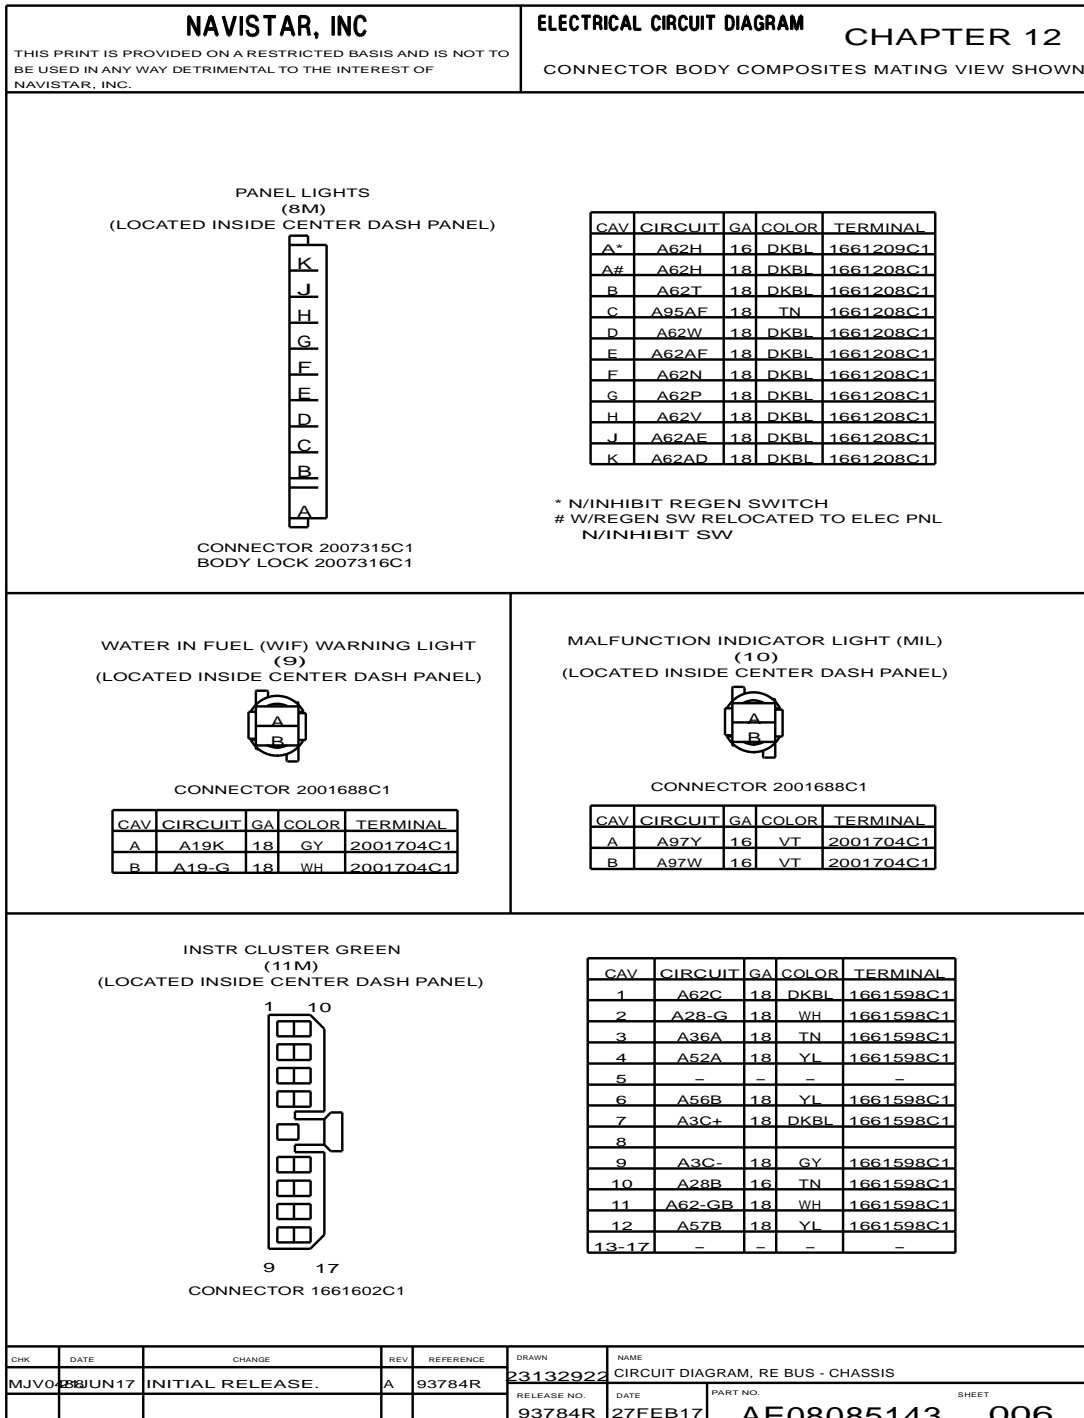 NAVISTAR, INC
THIS PRINT IS PROVIDED ON A RESTRICTED BASIS AND IS NOT TO
BE USED IN ANY WAY DETRIMENTAL TO THE INTEREST OF
NAVISTAR, INC.
ELECTRICAL CIRCUIT DIAGRAM
CHAPTER 12
CONNECTOR BODY COMPOSITES MATING VIEW SHOWN
PANEL LIGHTS
(8M)
(LOCATED INSIDE CENTER DASH PANEL)
K
J
H
G
F
E
D
C
B
A
CONNECTOR 2007315C1
BODY LOCK 2007316C1
CAV CIRCUIT GA COLOR TERMINAL
A* A62H 16 DKBL 1661209C1
A# A62H 18 DKBL 1661208C1
B A62T 18 DKBL 1661208C1
C A95AF 18 TN 1661208C1
D A62W 18 DKBL 1661208C1
E A62AF 18 DKBL 1661208C1
F A62N 18 DKBL 1661208C1
G A62P 18 DKBL 1661208C1
H A62V 18 DKBL 1661208C1
J A62AE 18 DKBL 1661208C1
K A62AD 18 DKBL 1661208C1
* N/INHIBIT REGEN SWITCH
# W/REGEN SW RELOCATED TO ELEC PNL
N/INHIBIT SW
WATER IN FUEL (WIF) WARNING LIGHT
(9)
(LOCATED INSIDE CENTER DASH PANEL)
A
B
CONNECTOR 2001688C1
CAV CIRCUIT GA COLOR TERMINAL
A A19K 18 GY 2001704C1
B A19-G 18 WH 2001704C1
MALFUNCTION INDICATOR LIGHT (MIL)
(10)
(LOCATED INSIDE CENTER DASH PANEL)
A
B
CONNECTOR 2001688C1
CAV CIRCUIT GA COLOR TERMINAL
A A97Y 16 VT 2001704C1
B A97W 16 VT 2001704C1
INSTR CLUSTER GREEN
(11M)
(LOCATED INSIDE CENTER DASH PANEL)
1 10
9 17
CONNECTOR 1661602C1
CAV CIRCUIT GA COLOR TERMINAL
1 A62C 18 DKBL 1661598C1
2 A28-G 18 WH 1661598C1
3 A36A 18 TN 1661598C1
4 A52A 18 YL 1661598C1
5 – – – –
6 A56B 18 YL 1661598C1
7 A3C+ 18 DKBL 1661598C1
8
9 A3C- 18 GY 1661598C1
10 A28B 16 TN 1661598C1
11 A62-GB 18 WH 1661598C1
12 A57B 18 YL 1661598C1
13-17 – – – –
CHK DATE CHANGE REV REFERENCE
INITIAL RELEASE. A 93784R
DRAWN
23132922
NAME
CIRCUIT DIAGRAM, RE BUS - CHASSIS
RELEASE NO. DATE PART NO. SHEET
93784R 27FEB17 AE08085143 006